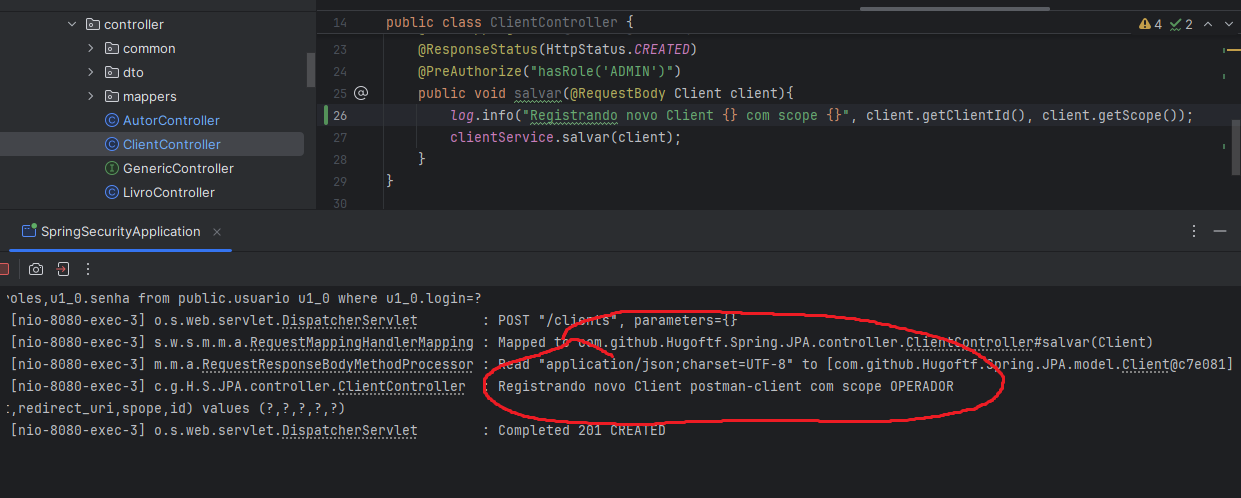 controller
common
dto
mappers
AutorController
ClientController
GenericController
LivroController
14 public class ClientController {
23 @ResponseStatus(HttpStatus.CREATED)
24 @PreAuthorize("hasRole('ADMIN')")
25 public void salvar(@RequestBody Client client){
26 log.info("Registrando novo Client {} com scope {}", client.getClientId(), client.getScope());
27 clientService.salvar(client);
28 }
29 }
30
4 2
SpringSecurityApplication
oles,u1_0.senha from public.usuario u1_0 where u1_0.login=?
[nio-8080-exec-3] o.s.web.servlet.DispatcherServlet : POST "/clients", parameters={}
[nio-8080-exec-3] s.w.s.m.m.a.RequestMappingHandlerMapping : Mapped to com.github.Hugoftf.Spring.JPA.controller.ClientController#salvar(Client)
[nio-8080-exec-3] m.m.a.RequestResponseBodyMethodProcessor : Read "application/json;charset=UTF-8" to [com.github.Hugoftf.Spring.JPA.model.Client@c7e081]
[nio-8080-exec-3] c.g.H.S.JPA.controller.ClientController : Registrando novo Client postman-client com scope OPERADOR
t,redirect_uri,spope,id) values (?,?,?,?,?)
[nio-8080-exec-3] o.s.web.servlet.DispatcherServlet : Completed 201 CREATED